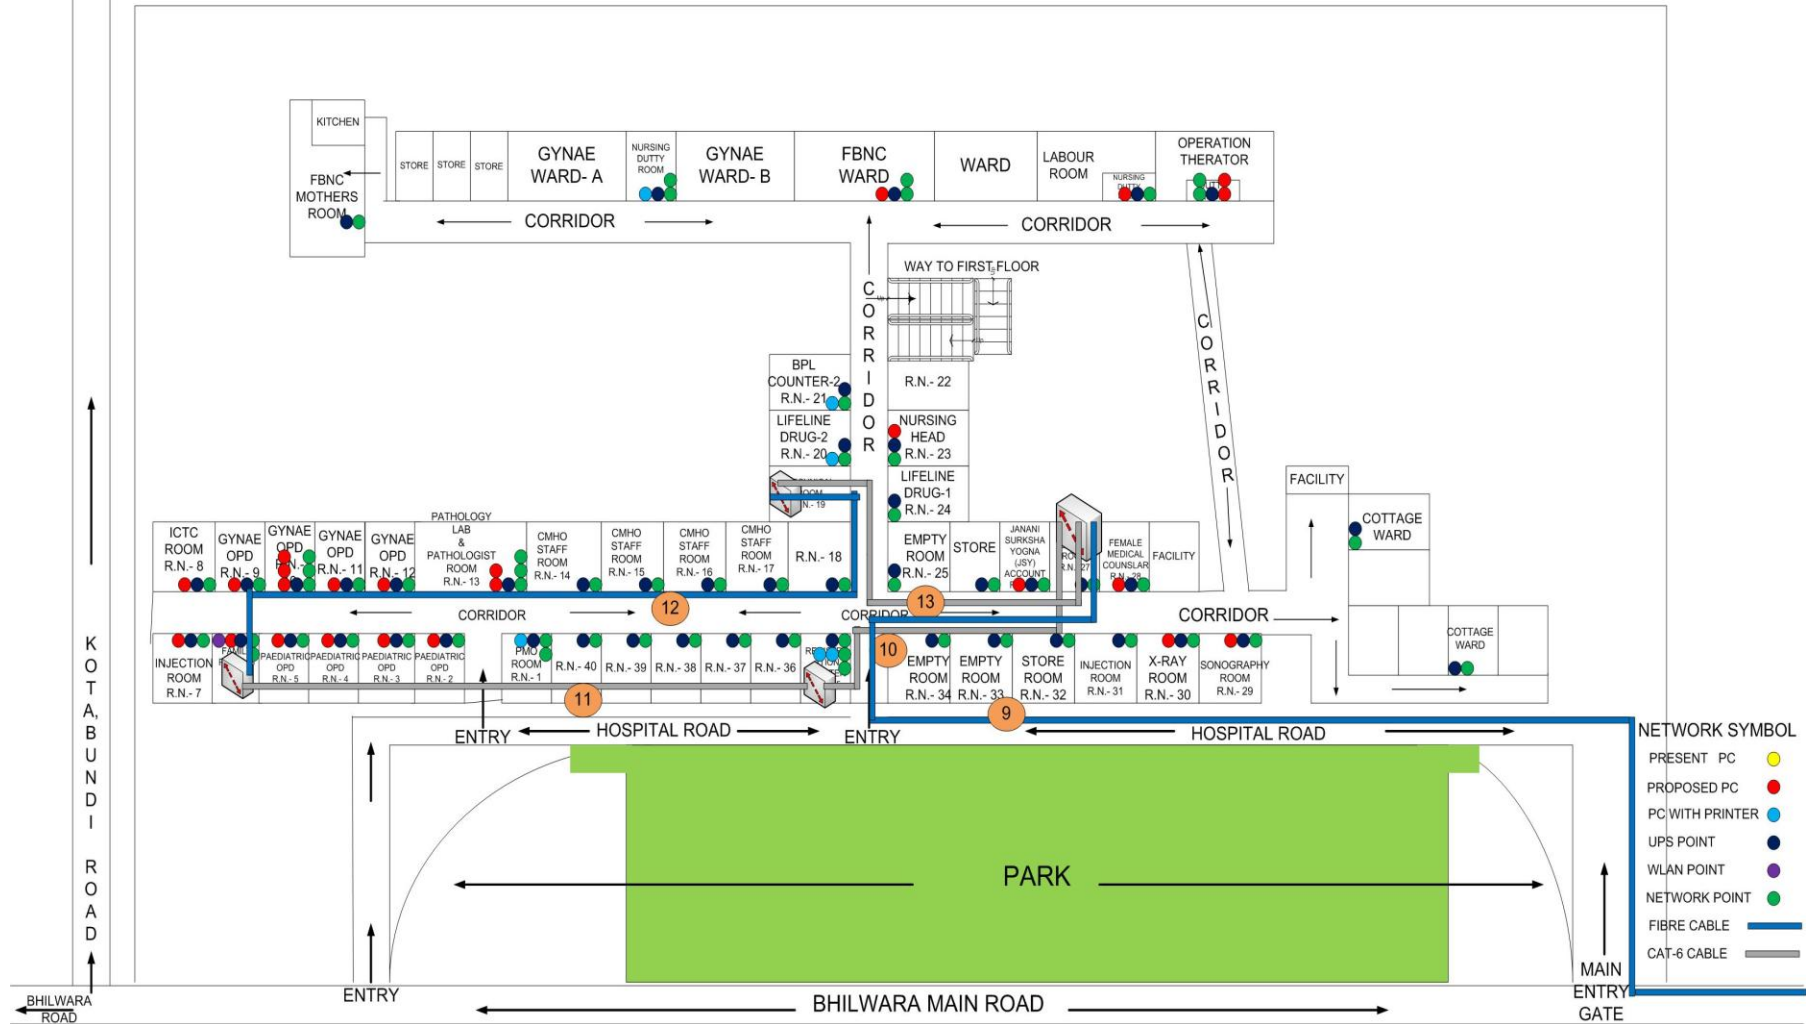 KITCHEN
FBNC
MOTHERS
ROOM
STORE
STORE
STORE
GYNAE
WARD- A
NURSING
DUTTY
ROOM
GYNAE
WARD- B
FBNC
WARD
WARD
LABOUR
ROOM
NURSING
OPERATION
THERATOR
CORRIDOR
CORRIDOR
WAY TO FIRST FLOOR
Up
CORRIDOR
CORRIDOR
BPL
COUNTER-2
R.N.- 21
R.N.- 22
LIFELINE
DRUG-2
R.N.- 20
NURSING
HEAD
R.N.- 23
LIFELINE
DRUG-1
R.N.- 24
FACILITY
COTTAGE
WARD
ICTC
ROOM
R.N.- 8
GYNAE
OPD
R.N.- 9
GYNAE
OPD
GYNAE
OPD
R.N.- 11
GYNAE
OPD
R.N.- 12
PATHOLOGY
LAB
&
PATHOLOGIST
ROOM
R.N.- 13
CMHO
STAFF
ROOM
R.N.- 14
CMHO
STAFF
ROOM
R.N.- 15
CMHO
STAFF
ROOM
R.N.- 16
CMHO
STAFF
ROOM
R.N.- 17
R.N.- 18
EMPTY
ROOM
R.N.- 25
STORE
JANANI
SURKSHA
YOGNA
(JSY)
ACCOUNT
FEMALE
MEDICAL
COUNSLAR
R.N.- 28
FACILITY
CORRIDOR
12
CORRIDOR
13
CORRIDOR
10
INJECTION
ROOM
R.N.- 7
PAEDIATRIC
OPD
R.N.- 5
PAEDIATRIC
OPD
R.N.- 4
PAEDIATRIC
OPD
R.N.- 3
PAEDIATRIC
OPD
R.N.- 2
PMO
ROOM
R.N.- 1
R.N.- 40
R.N.- 39
R.N.- 38
R.N.- 37
R.N.- 36
EMPTY
ROOM
R.N.- 34
EMPTY
ROOM
R.N.- 33
STORE
ROOM
R.N.- 32
INJECTION
ROOM
R.N.- 31
X-RAY
ROOM
R.N.- 30
SONOGRAPHY
ROOM
R.N.- 29
COTTAGE
WARD
11
9
ENTRY
HOSPITAL ROAD
ENTRY
HOSPITAL ROAD
KOTA,BUNDI ROAD
PARK
NETWORK SYMBOL
PRESENT PC
PROPOSED PC
PC WITH PRINTER
UPS POINT
WLAN POINT
NETWORK POINT
FIBRE CABLE
CAT-6 CABLE
MAIN
ENTRY
GATE
ENTRY
BHILWARA MAIN ROAD
BHILWARA
ROAD